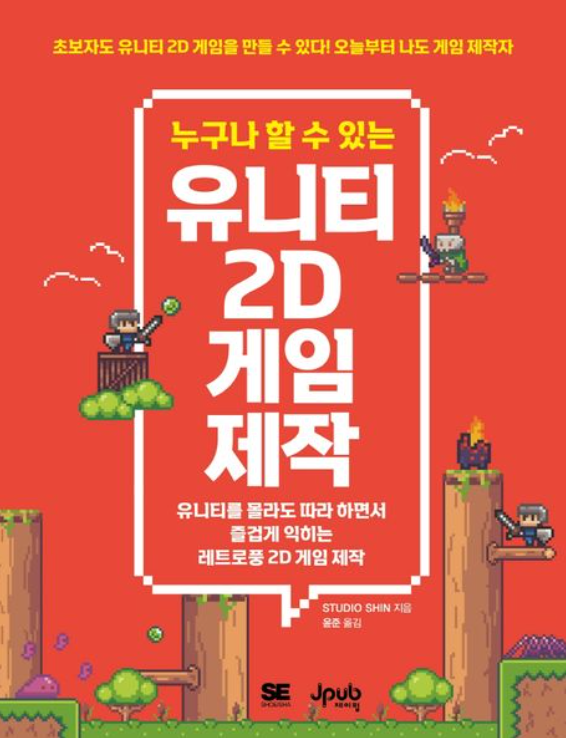 초보자도 유니티 2D 게임을 만들 수 있다! 오늘부터 나도 게임 제작자
누구나 할 수 있는
유니티
2D
게임
제작
유니티를 몰라도 따라 하면서
즐겁게 익히는
레트로풍 2D 게임 제작
STUDIO SHIN 지음
윤준 옮김
SE
SHOEISHA
Jpub
제이펍